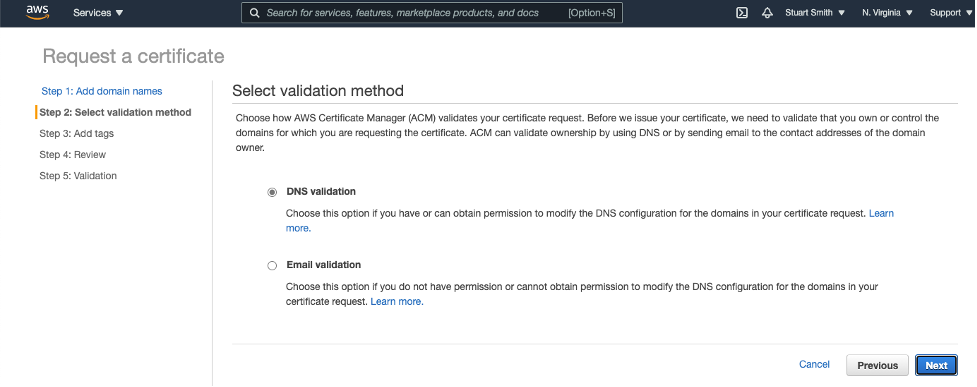 aws
Services
Search for services, features, marketplace products, and docs [Option+S]
Stuart Smith
N. Virginia
Support
Request a certificate
Step 1: Add domain names
Step 2: Select validation method
Step 3: Add tags
Step 4: Review
Step 5: Validation
Select validation method
Choose how AWS Certificate Manager (ACM) validates your certificate request. Before we issue your certificate, we need to validate that you own or control the
domains for which you are requesting the certificate. ACM can validate ownership by using DNS or by sending email to the contact addresses of the domain
owner.
DNS validation
Choose this option if you have or can obtain permission to modify the DNS configuration for the domains in your certificate request. Learn
more.
Email validation
Choose this option if you do not have permission or cannot obtain permission to modify the DNS configuration for the domains in your
certificate request. Learn more.
Cancel
Previous
Next